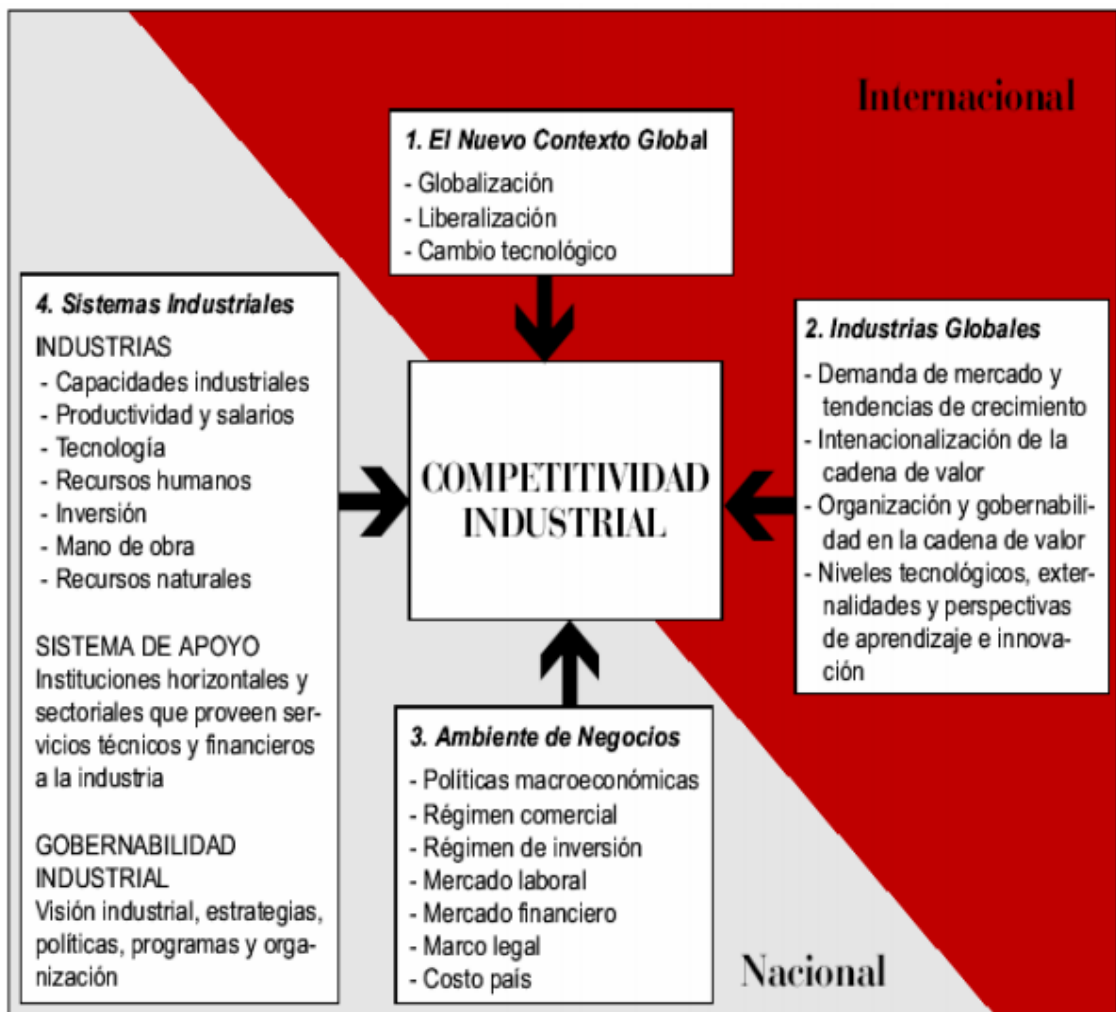 Internacional
1. El Nuevo Contexto Global
- Globalización
- Liberalización
- Cambio tecnológico
4. Sistemas Industriales
INDUSTRIAS
- Capacidades industriales
- Productividad y salarios
- Tecnología
- Recursos humanos
- Inversión
- Mano de obra
- Recursos naturales
SISTEMA DE APOYO
Instituciones horizontales y
sectoriales que proveen ser-
vicios técnicos y financieros
a la industria
GOBERNABILIDAD
INDUSTRIAL
Visión industrial, estrategias,
políticas, programas y orga-
nización
COMPETITIVIDAD
INDUSTRIAL
2. Industrias Globales
- Demanda de mercado y
tendencias de crecimiento
- Intenacionalización de la
cadena de valor
- Organización y gobernabili-
dad en la cadena de valor
- Niveles tecnológicos, exter-
nalidades y perspectivas
de aprendizaje e innova-
ción
3. Ambiente de Negocios
- Políticas macroeconómicas
- Régimen comercial
- Régimen de inversión
- Mercado laboral
- Mercado financiero
- Marco legal
- Costo país
Nacional